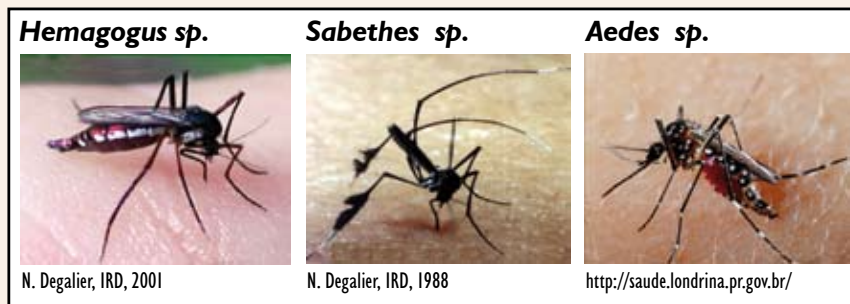 Hemagogus sp.
Sabethes sp.
Aedes sp.
N. Degalier, IRD, 2001
N. Degalier, IRD, 1988
http://saude.londrina.pr.gov.br/